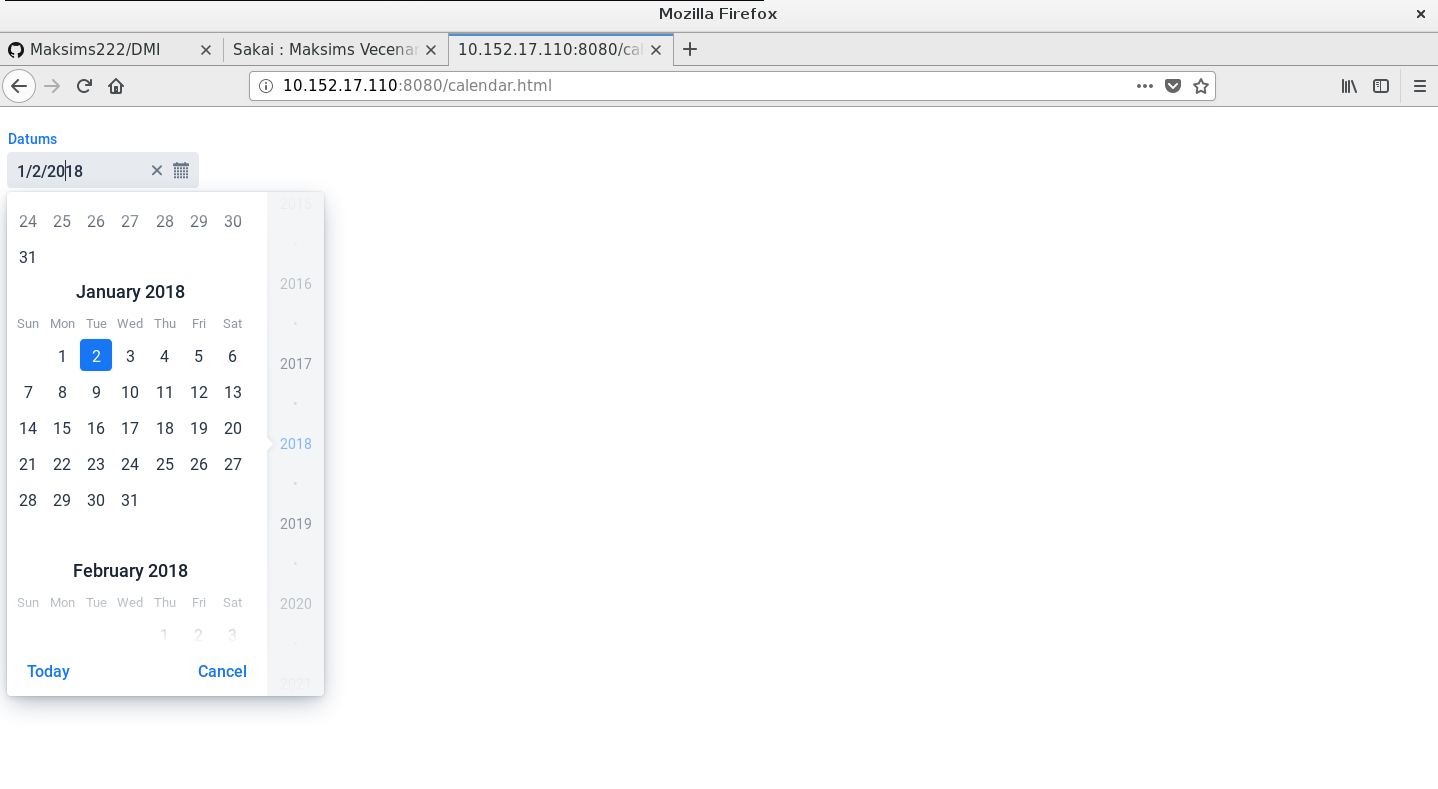 Mozilla Firefox
Maksims222/DMI Sakai : Maksims Vecenan 10.152.17.110:8080/cal
10.152.17.110:8080/calendar.html
Datums
1/2/2018
24 25 26 27 28 29 30
31
January 2018
Sun Mon Tue Wed Thu Fri Sat
1 2 3 4 5 6
7 8 9 10 11 12 13
14 15 16 17 18 19 20
21 22 23 24 25 26 27
28 29 30 31
February 2018
Sun Mon Tue Wed Thu Fri Sat
1 2 3
Today Cancel
2015
2016
2017
2018
2019
2020
2021